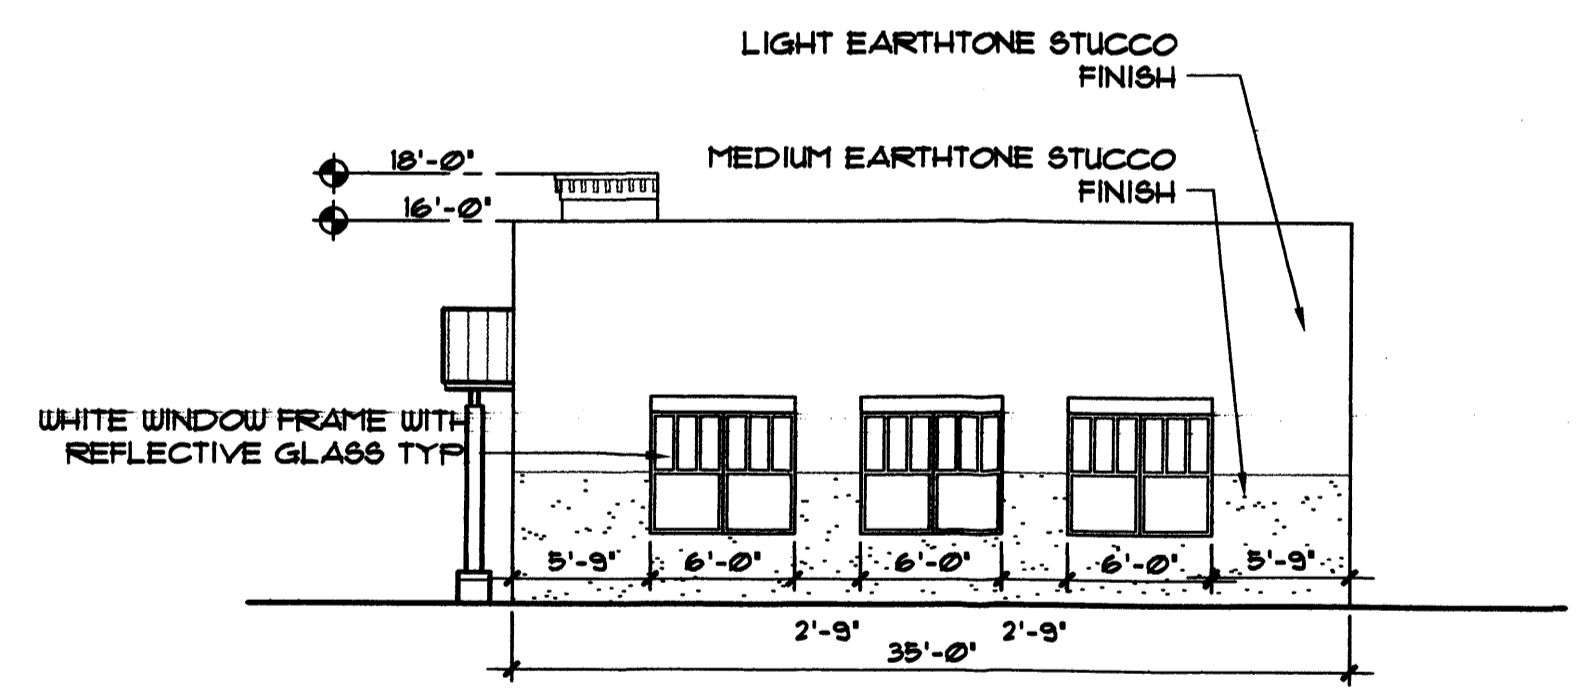 LIGHT EARTHTONE STUCCO
FINISH
MEDIUM EARTHTONE STUCCO
FINISH
18'-0"
16'-0"
WHITE WINDOW FRAME WITH
REFLECTIVE GLASS TYP
5'-9" 6'-0" 6'-0" 6'-0" 5'-9"
2'-9" 2'-9"
35'-0"